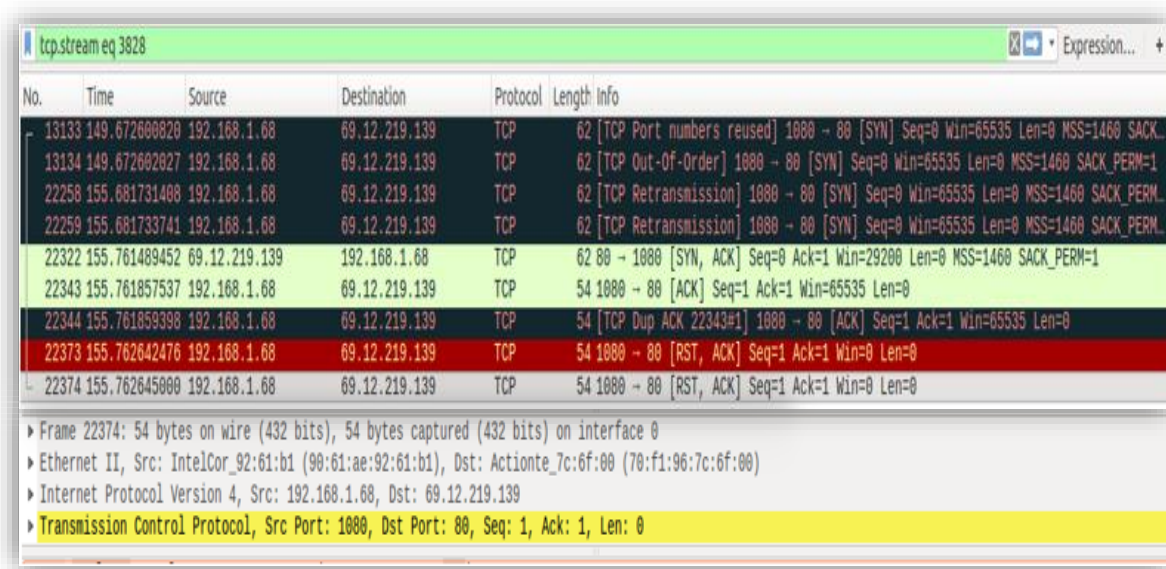 tcp.stream eq 3828 Expression... +
No. Time Source Destination Protocol Length Info
13133 149.672600820 192.168.1.68 69.12.219.139 TCP 62 [TCP Port numbers reused] 1080 → 80 [SYN] Seq=0 Win=65535 Len=0 MSS=1460 SACK_
13134 149.672602027 192.168.1.68 69.12.219.139 TCP 62 [TCP Out-Of-Order] 1080 → 80 [SYN] Seq=0 Win=65535 Len=0 MSS=1460 SACK_PERM=1
22258 155.681731408 192.168.1.68 69.12.219.139 TCP 62 [TCP Retransmission] 1080 → 80 [SYN] Seq=0 Win=65535 Len=0 MSS=1460 SACK_PERM_
22259 155.681733741 192.168.1.68 69.12.219.139 TCP 62 [TCP Retransmission] 1080 → 80 [SYN] Seq=0 Win=65535 Len=0 MSS=1460 SACK_PERM_
22322 155.761489452 69.12.219.139 192.168.1.68 TCP 62 80 → 1080 [SYN, ACK] Seq=0 Ack=1 Win=29200 Len=0 MSS=1460 SACK_PERM=1
22343 155.761857537 192.168.1.68 69.12.219.139 TCP 54 1080 → 80 [ACK] Seq=1 Ack=1 Win=65535 Len=0
22344 155.761859398 192.168.1.68 69.12.219.139 TCP 54 [TCP Dup ACK 22343#1] 1080 → 80 [ACK] Seq=1 Ack=1 Win=65535 Len=0
22373 155.762642476 192.168.1.68 69.12.219.139 TCP 54 1080 → 80 [RST, ACK] Seq=1 Ack=1 Win=0 Len=0
22374 155.762645000 192.168.1.68 69.12.219.139 TCP 54 1080 → 80 [RST, ACK] Seq=1 Ack=1 Win=0 Len=0
Frame 22374: 54 bytes on wire (432 bits), 54 bytes captured (432 bits) on interface 0
Ethernet II, Src: IntelCor_92:61:b1 (90:61:ae:92:61:b1), Dst: Actionte_7c:6f:00 (70:f1:96:7c:6f:00)
Internet Protocol Version 4, Src: 192.168.1.68, Dst: 69.12.219.139
Transmission Control Protocol, Src Port: 1080, Dst Port: 80, Seq: 1, Ack: 1, Len: 0